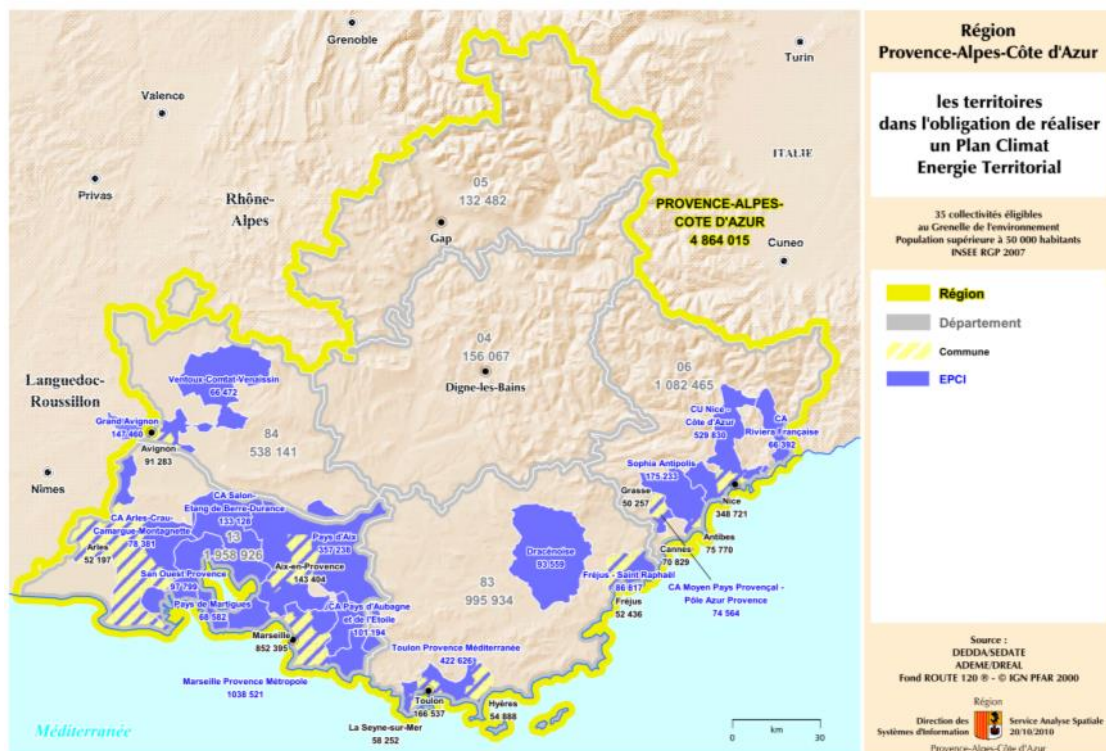 Grenoble
Turin
Valence
ITALIE
Privas
Rhône-
Alpes
05
132 482
Gap
PROVENCE-ALPES-
COTE D'AZUR
4 864 015
Cuneo
04
156 067
Digne-les-Bains
06
1 082 465
Languedoc-
Roussillon
Ventoux-Comtat-Venaissin
66 472
Grand Avignon
147 460
Avignon
91 283
84
538 141
Nîmes
CU Nice -
Côte d'Azur
529 830
CA
Riviera Française
66 392
Sophia Antipolis
175 233
Grasse
50 257
Nice
348 721
Antibes
75 770
Cannes
70 829
CA Moyen Pays Provençal -
Pôle Azur Provence
74 564
CA Salon-
Etang de Berre-Durance
133 128
CA Arles-Crau-
Camargue-Montagnette
78 361
Arles
52 197
13
1 958 926
Pays d'Aix
357 238
Aix-en-Provence
143 404
San Ouest Provence
97 799
Pays de Martigues
68 582
CA Pays d'Aubagne
et de l'Etoile
101 194
Marseille
852 395
Marseille Provence Métropole
1038 521
Dracénoise
93 559
83
995 934
Fréjus - Saint Raphaël
86 817
Fréjus
52 436
Toulon Provence Méditerranée
422 626
Toulon
166 537
Hyères
54 888
La Seyne-sur-Mer
58 252
Méditerranée
0 30
km
Région
Provence-Alpes-Côte d'Azur
les territoires
dans l'obligation de réaliser
un Plan Climat
Energie Territorial
35 collectivités éligibles
au Grenelle de l'environnement
Population supérieure à 50 000 habitants
INSEE RGP 2007
Région
Département
Commune
EPCI
Source :
DEDDA/SEDATE
ADEME/DREAL
Fond ROUTE 120 ® - © IGN PFAR 2000
Région
Direction des
Systèmes d'Information
Service Analyse Spatiale
20/10/2010
Provence-Alpes-Côte d'Azur